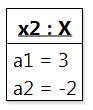 x2 : X
a1 = 3
a2 = -2